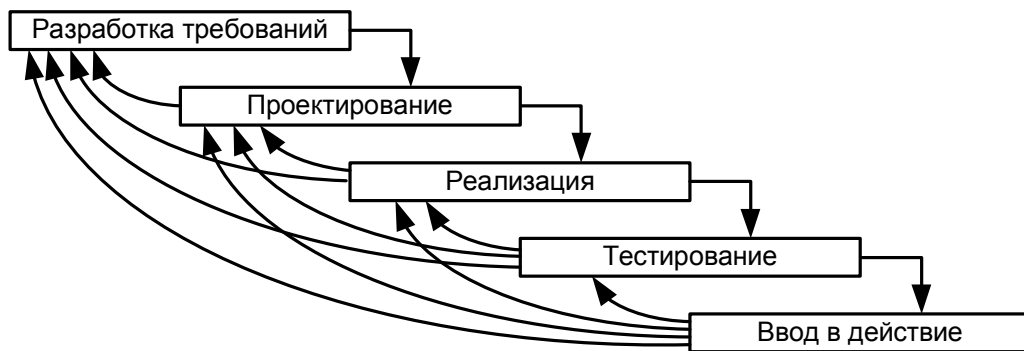 Разработка требований
Проектирование
Реализация
Тестирование
Ввод в действие